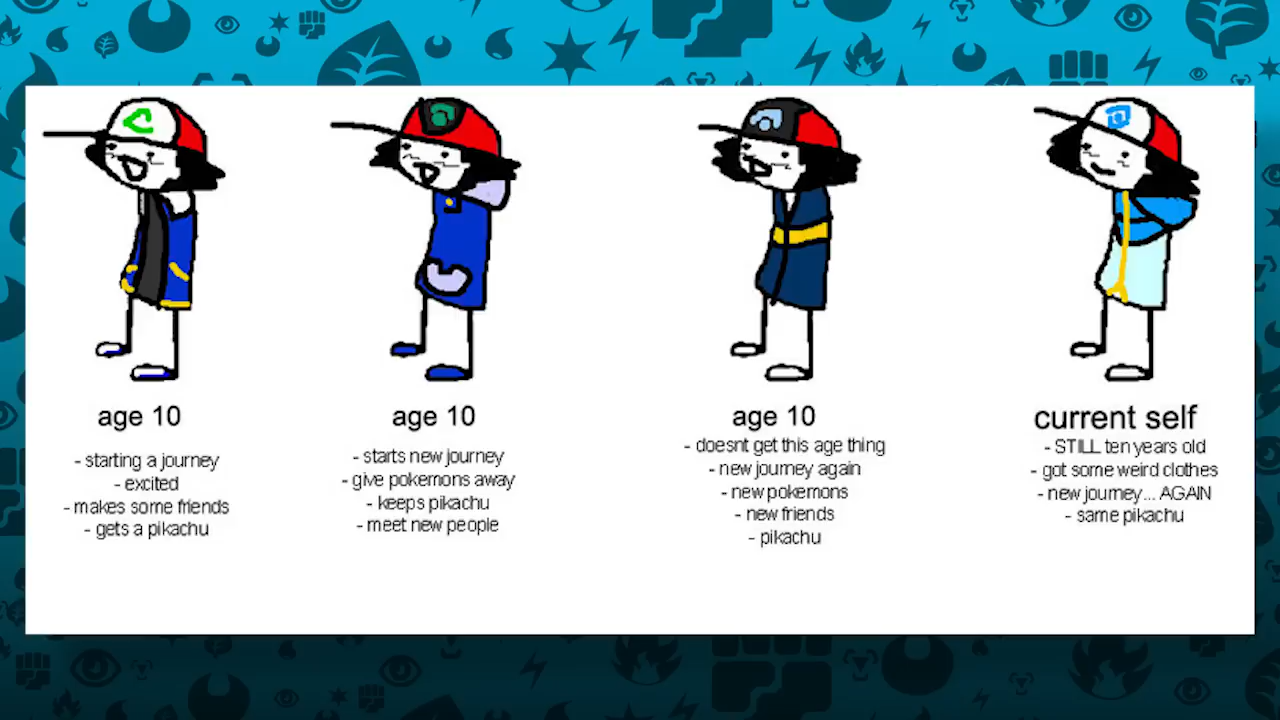 age 10
- starting a journey
- excited
- makes some friends
- gets a pikachu
age 10
- starts new journey
- give pokemons away
- keeps pikachu
- meet new people
age 10
- doesnt get this age thing
- new journey again
- new pokemons
- new friends
- pikachu
current self
- STILL ten years old
- got some weird clothes
- new journey... AGAIN
- same pikachu